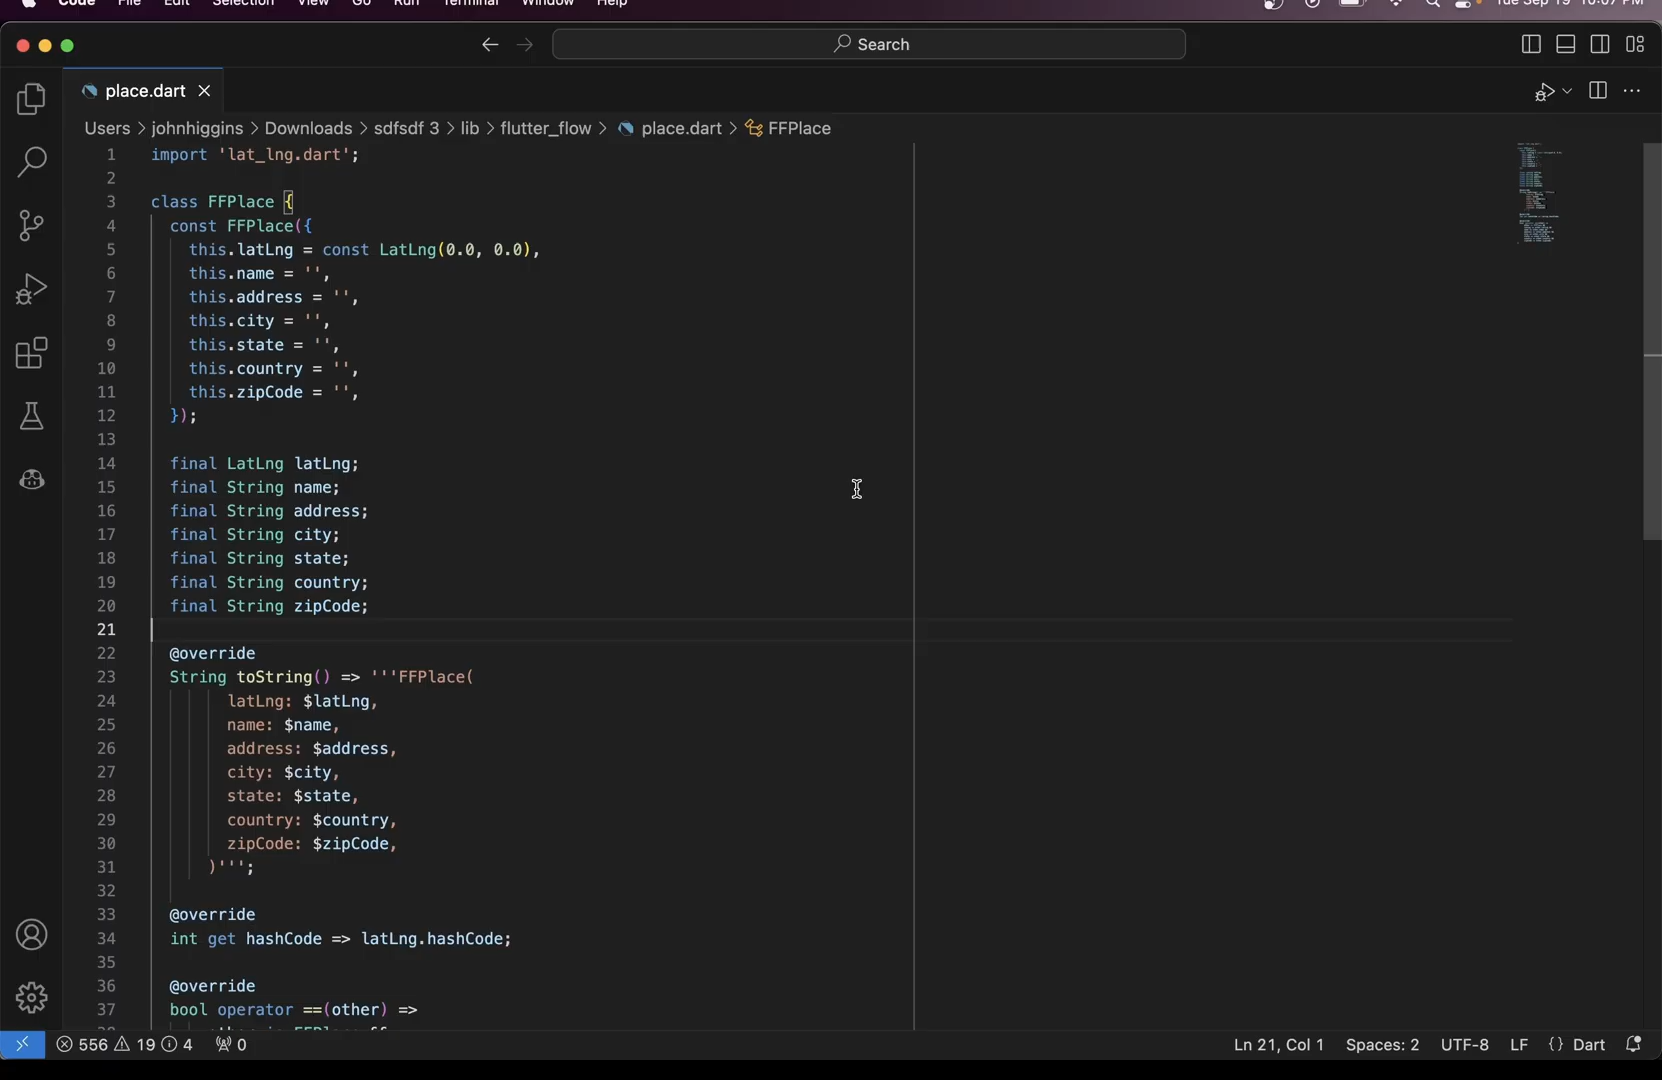 Code File Edit Selection View Go Run Terminal Window Help Tue Sep 19 10:07 PM
Search
place.dart
Users > johnhiggins > Downloads > sdfsdf 3 > lib > flutter_flow > place.dart > FFPlace
1 import 'lat_lng.dart';
2
3 class FFPlace {
4 const FFPlace({
5 this.latLng = const LatLng(0.0, 0.0),
6 this.name = '',
7 this.address = '',
8 this.city = '',
9 this.state = '',
10 this.country = '',
11 this.zipCode = '',
12 });
13
14 final LatLng latLng;
15 final String name;
16 final String address;
17 final String city;
18 final String state;
19 final String country;
20 final String zipCode;
21
22 @override
23 String toString() => '''FFPlace(
24 latLng: $latLng,
25 name: $name,
26 address: $address,
27 city: $city,
28 state: $state,
29 country: $country,
30 zipCode: $zipCode,
31 )''';
32
33 @override
34 int get hashCode => latLng.hashCode;
35
36 @override
37 bool operator ==(other) =>
556 19 4 0 Ln 21, Col 1 Spaces: 2 UTF-8 LF {} Dart